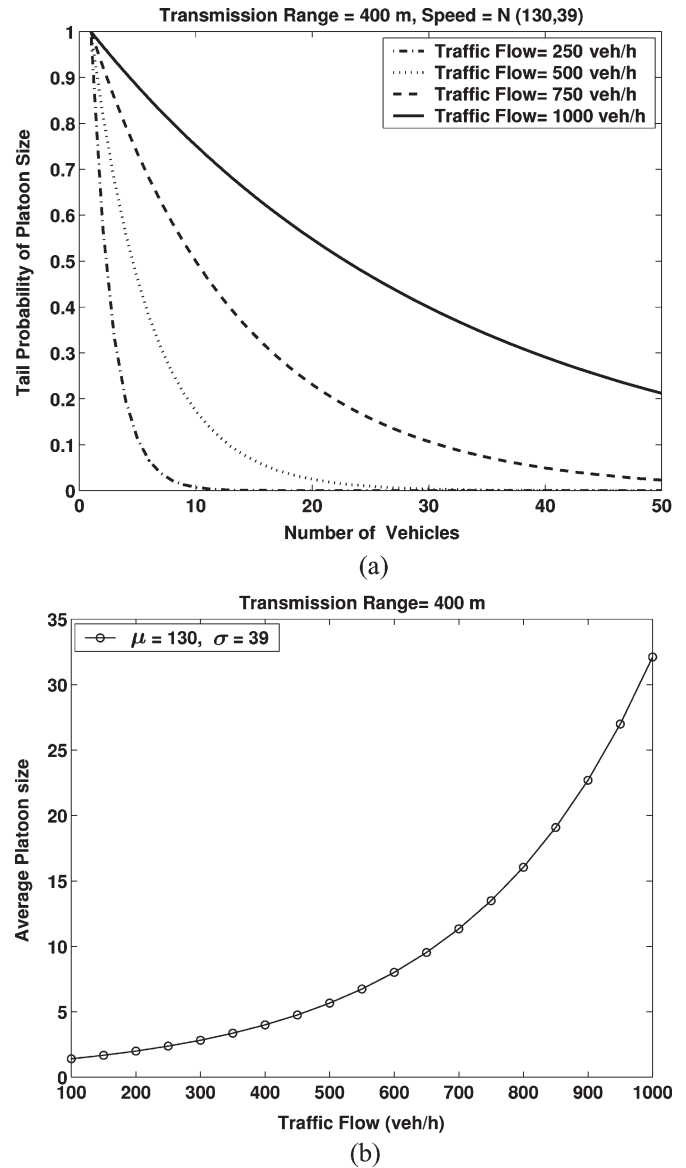 Transmission Range = 400 m, Speed = N (130,39)
Tail Probability of Platoon Size
1
0.9
0.8
0.7
0.6
0.5
0.4
0.3
0.2
0.1
0
Traffic Flow= 250 veh/h
Traffic Flow= 500 veh/h
Traffic Flow= 750 veh/h
Traffic Flow= 1000 veh/h
0 10 20 30 40 50
Number of Vehicles
(a)
Transmission Range= 400 m
Average Platoon size
35
30
25
20
15
10
5
0
μ = 130, σ = 39
100 200 300 400 500 600 700 800 900 1000
Traffic Flow (veh/h)
(b)